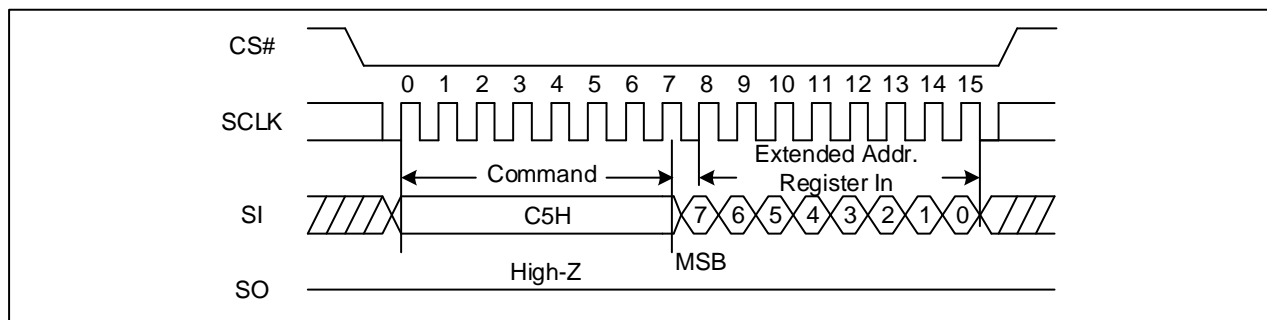 CS#
0 1 2 3 4 5 6 7 8 9 10 11 12 13 14 15
SCLK
Command
Extended Addr.
Register In
SI
C5H
7 6 5 4 3 2 1 0
MSB
High-Z
SO